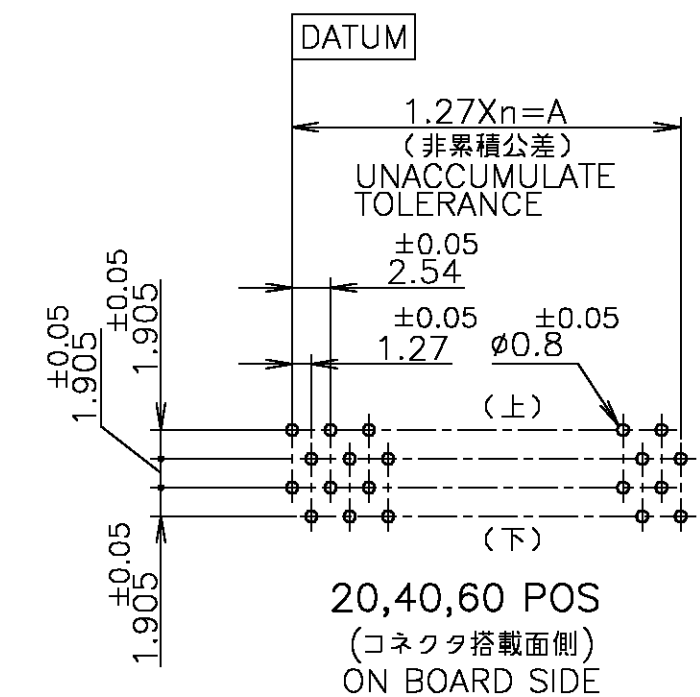 DATUM
1.27Xn=A
(非累積公差)
UNACCUMULATE
TOLERANCE
±0.05
2.54
±0.05
1.27
±0.05
ø0.8
±0.05
1.905
±0.05
1.905
(上)
(下)
±0.05
1.905
20,40,60 POS
(コネクタ搭載面側)
ON BOARD SIDE